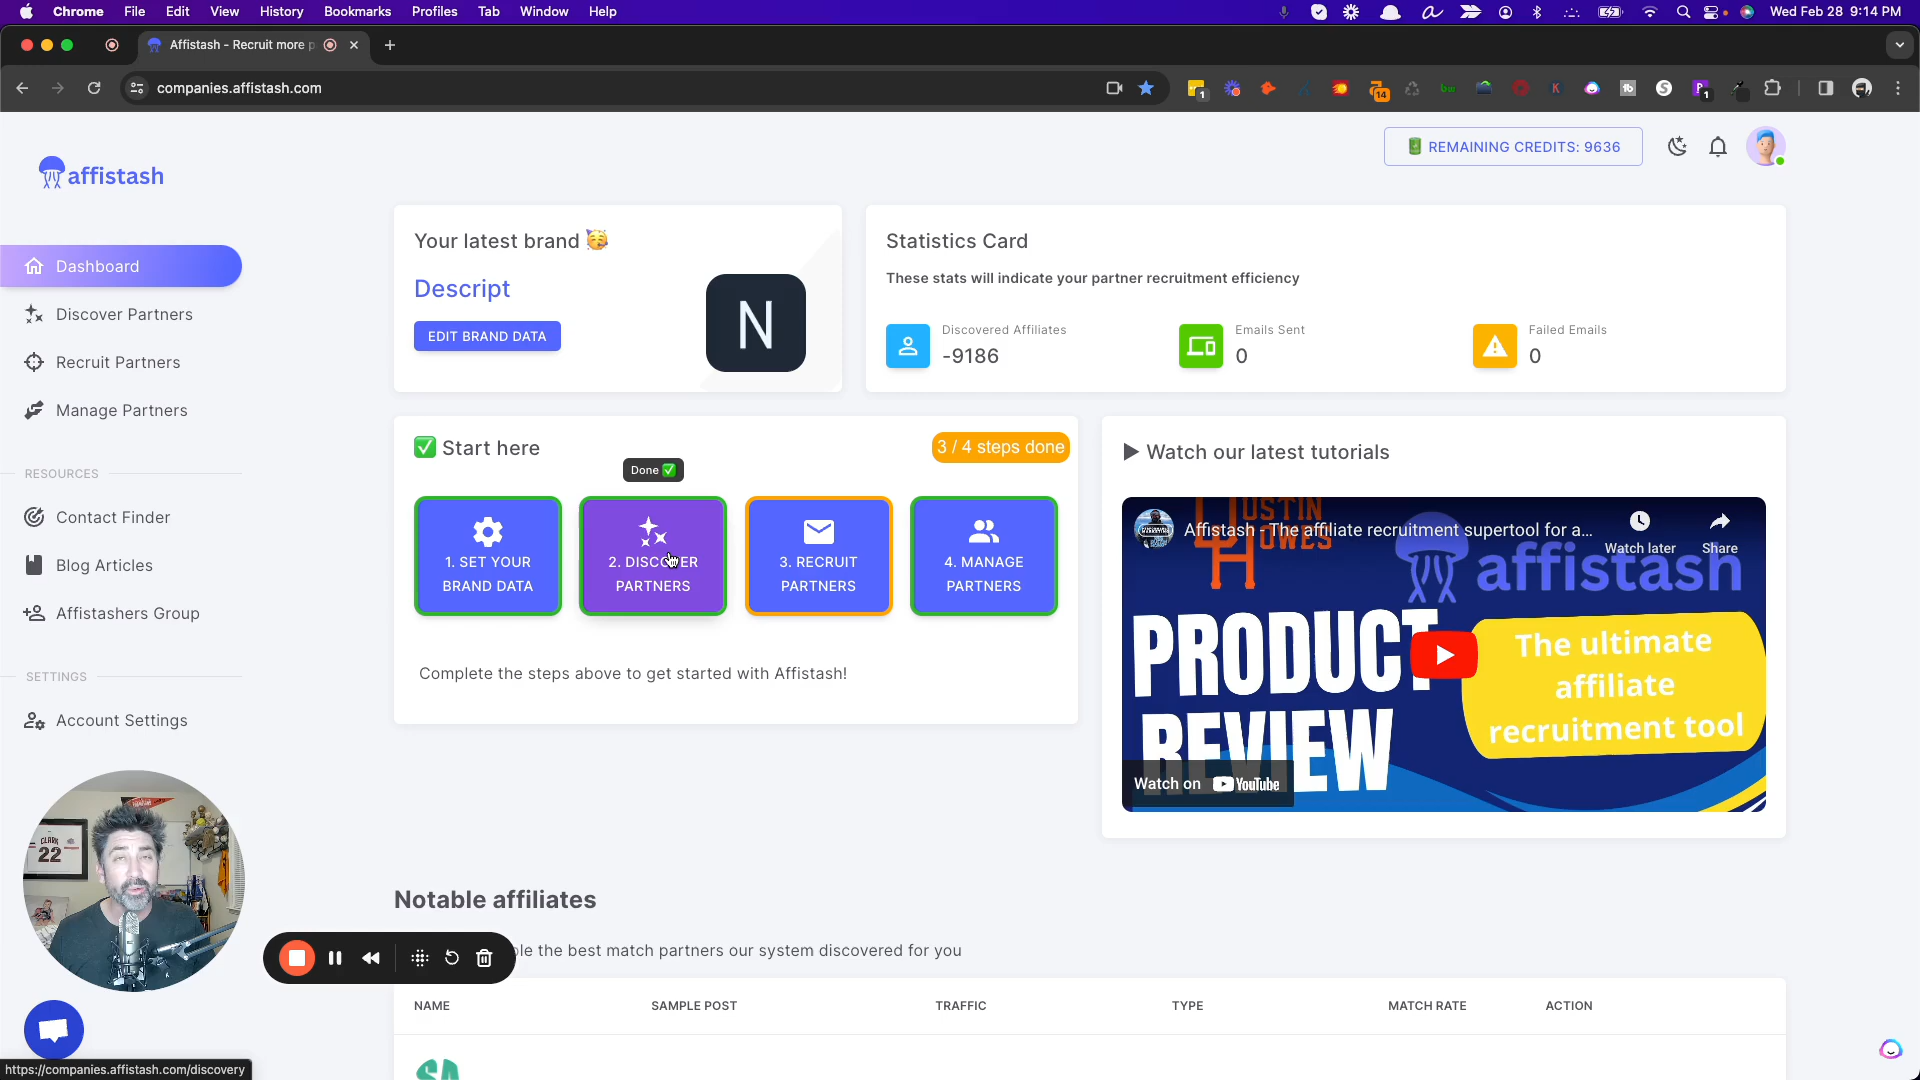 Chrome File Edit View History Bookmarks Profiles Tab Window Help
Wed Feb 28 9:14 PM
Affistash - Recruit more p
companies.affistash.com
1
14
1
affistash
REMAINING CREDITS: 9636
Dashboard
Discover Partners
Recruit Partners
Manage Partners
RESOURCES
Contact Finder
Blog Articles
Affistashers Group
SETTINGS
Account Settings
Your latest brand
Descript
EDIT BRAND DATA
N
Statistics Card
These stats will indicate your partner recruitment efficiency
Discovered Affiliates
-9186
Emails Sent
0
Failed Emails
0
Start here
3 / 4 steps done
Done
1. SET YOUR
BRAND DATA
2. DISCOVER
PARTNERS
3. RECRUIT
PARTNERS
4. MANAGE
PARTNERS
Complete the steps above to get started with Affistash!
Watch our latest tutorials
Affistash - The affiliate recruitment supertool for a...
Watch later
Share
affistash
PRODUCT
REVIEW
The ultimate
affiliate
recruitment tool
Watch on YouTube
CLARK
22
Notable affiliates
the best match partners our system discovered for you
NAME SAMPLE POST TRAFFIC TYPE MATCH RATE ACTION
https://companies.affistash.com/discovery